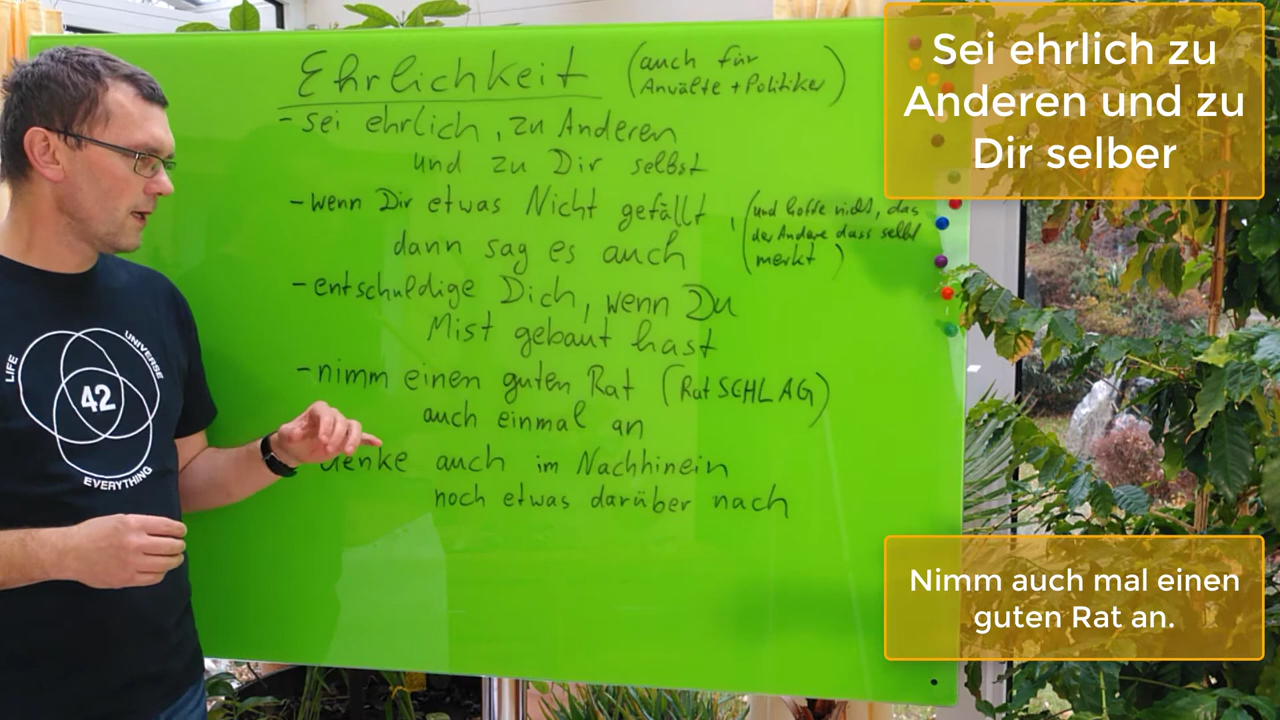 Ehrlichkeit (auch für
Anwälte + Politiker)
- sei ehrlich, zu Anderen
und zu Dir selbst
- wenn Dir etwas Nicht gefällt,
dann sag es auch
(und hoffe nicht, das
der Andere dass selbst
merkt)
- entschuldige Dich, wenn Du
Mist gebaut hast
- nimm einen guten Rat (RatSCHLAG)
auch einmal an
denke auch im Nachhinein
noch etwas darüber nach
LIFE
UNIVERSE
42
EVERYTHING
Sei ehrlich zu
Anderen und zu
Dir selber
Nimm auch mal einen
guten Rat an.